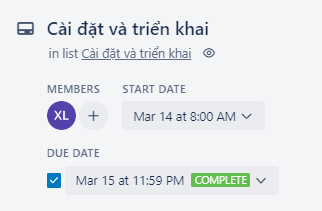 Cài đặt và triển khai
in list Cài đặt và triển khai
MEMBERS
START DATE
XL
+
Mar 14 at 8:00 AM
DUE DATE
Mar 15 at 11:59 PM COMPLETE